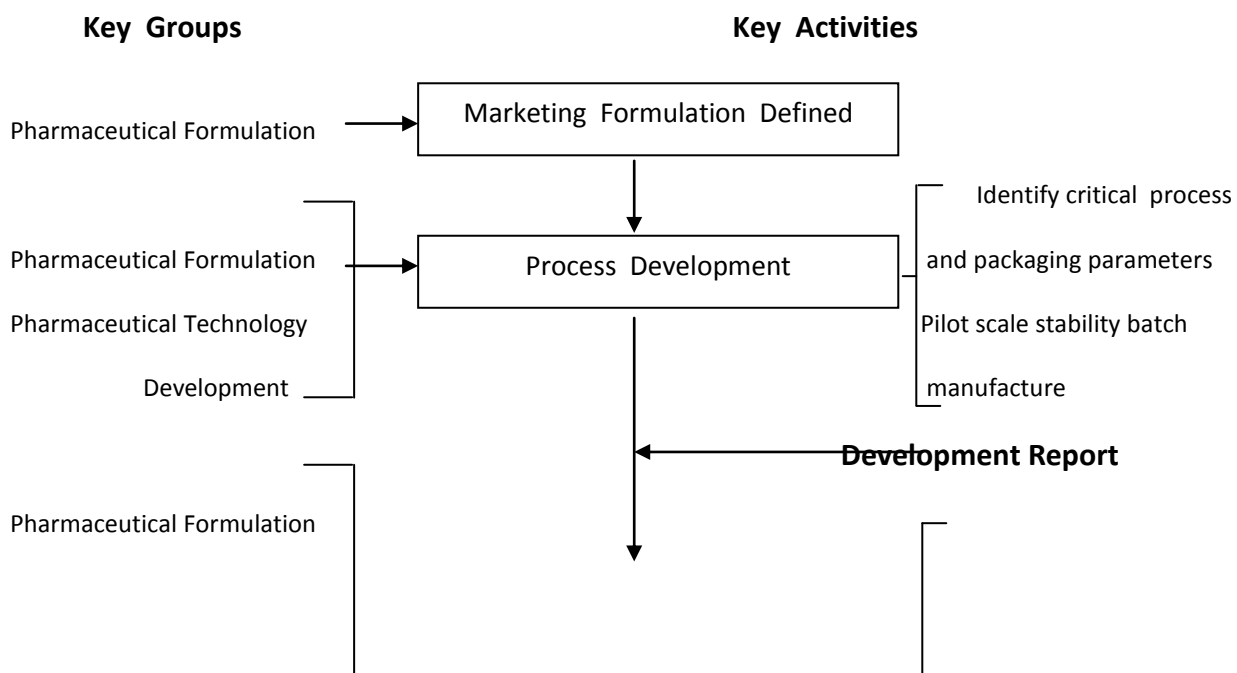 Key Groups
Key Activities
Marketing Formulation Defined
Pharmaceutical Formulation
Identify critical process
Pharmaceutical Formulation
Process Development
and packaging parameters
Pharmaceutical Technology
Pilot scale stability batch
Development
manufacture
Development Report
Pharmaceutical Formulation